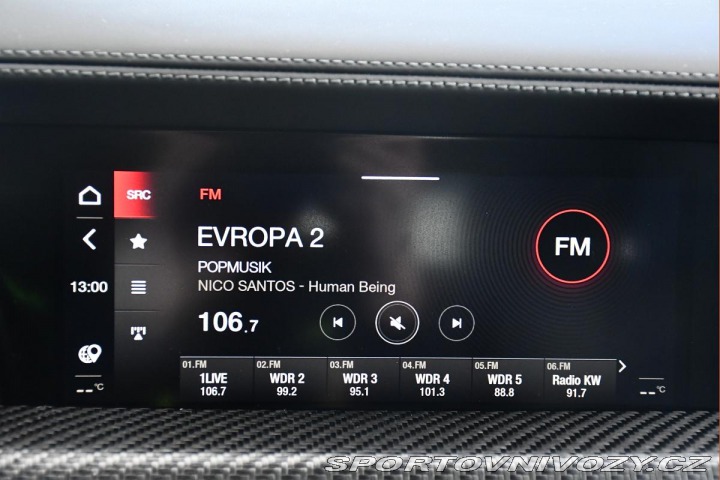 SRC
FM
EVROPA 2
FM
POPMUSIK
NICO SANTOS - Human Being
13:00
106.7
01.FM 02.FM 03.FM 04.FM 05.FM 06.FM
1LIVE WDR 2 WDR 3 WDR 4 WDR 5 Radio KW
106.7 99.2 95.1 101.3 88.8 91.7
--°C --°C
SPORTOVNIVOZY.CZ